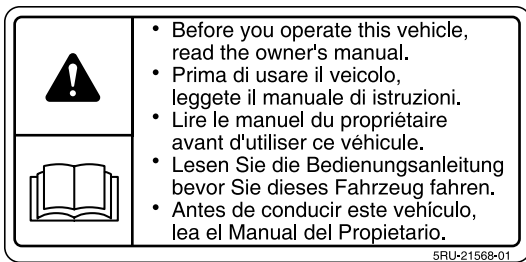 • Before you operate this vehicle,
read the owner's manual.
• Prima di usare il veicolo,
leggete il manuale di istruzioni.
• Lire le manuel du propriétaire
avant d'utiliser ce véhicule.
• Lesen Sie die Bedienungsanleitung
bevor Sie dieses Fahrzeug fahren.
• Antes de conducir este vehículo,
lea el Manual del Propietario.
5RU-21568-01